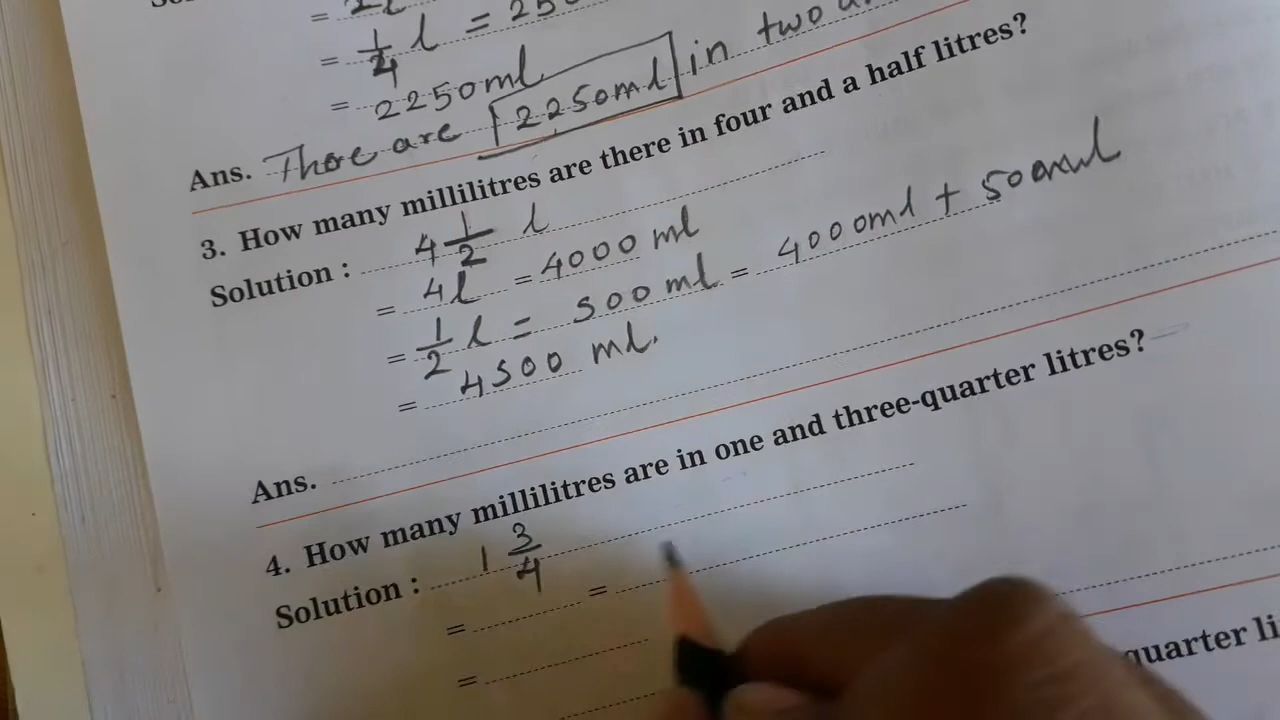 = 2l
= 1/4 l = 250
= 2250ml
Ans. There are 2250ml in two
3. How many millilitres are there in four and a half litres?
Solution : 4 1/2 l
= 4l = 4000 ml
= 1/2 l = 500 ml = 4000ml + 500ml
= 4500 ml.
Ans.
4. How many millilitres are in one and three-quarter litres?
Solution : 1 3/4
= =
=
quarter li